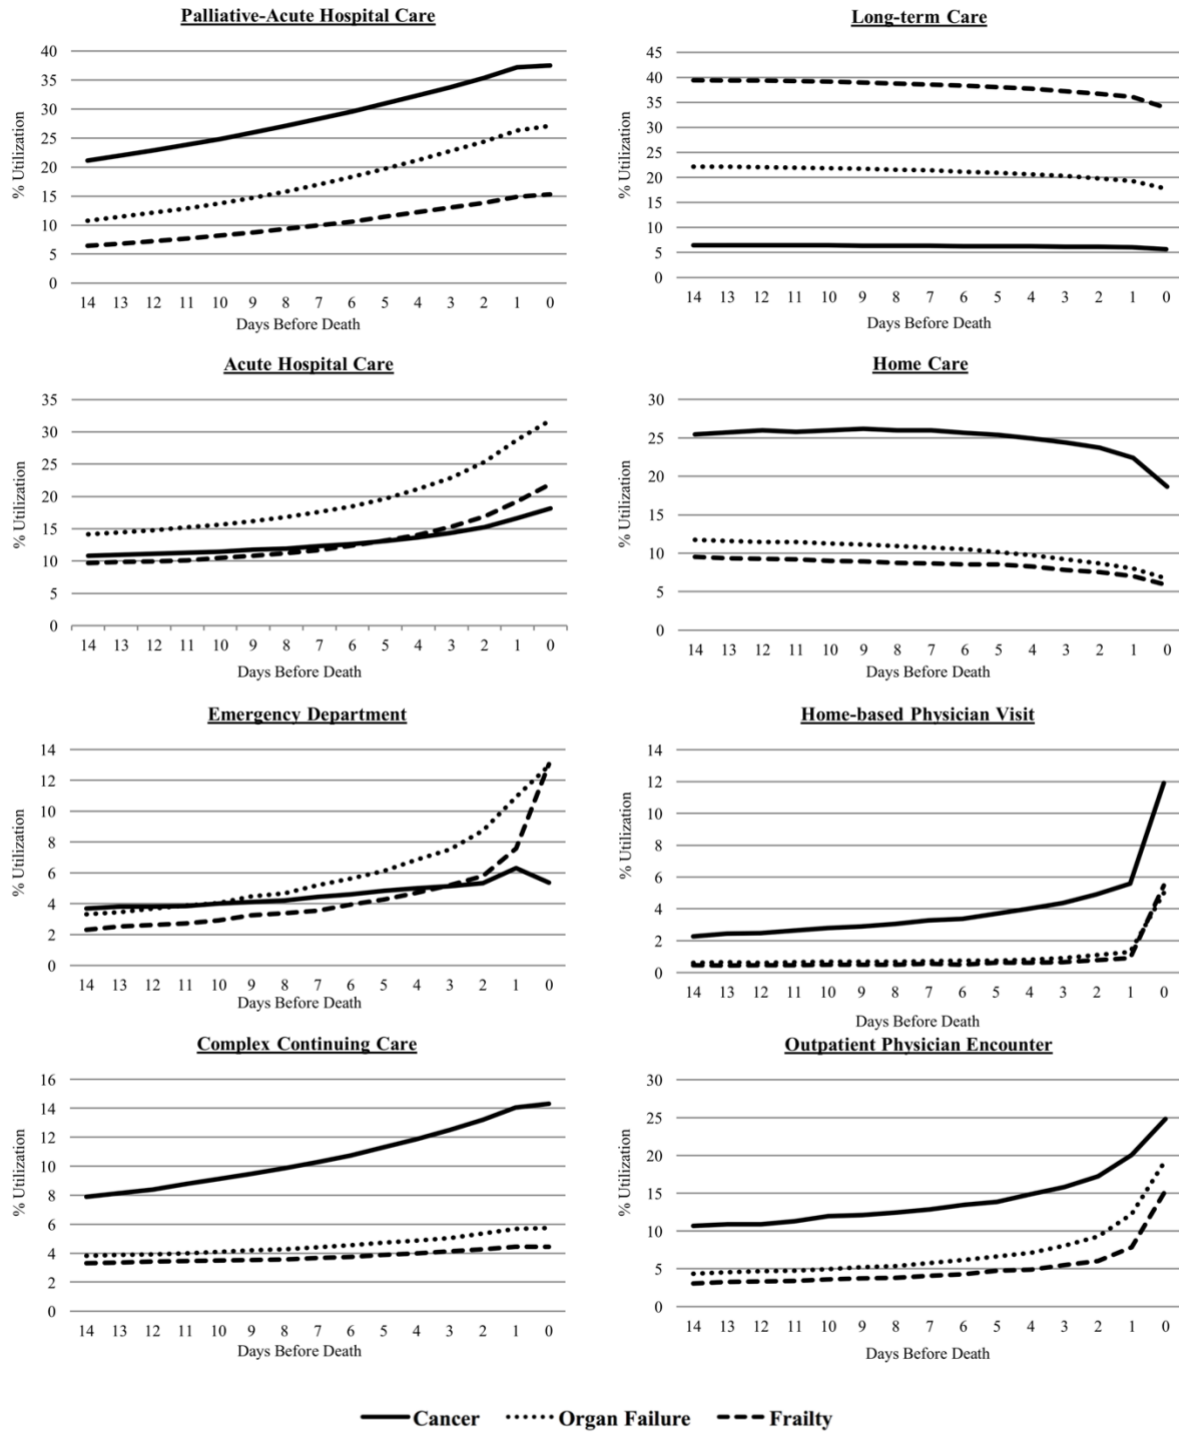 Palliative-Acute Hospital Care
40
35
30
25
20
15
10
5
0
% Utilization
14 13 12 11 10 9 8 7 6 5 4 3 2 1 0
Days Before Death
Long-term Care
45
40
35
30
25
20
15
10
5
0
% Utilization
14 13 12 11 10 9 8 7 6 5 4 3 2 1 0
Days Before Death
Acute Hospital Care
35
30
25
20
15
10
5
0
% Utilization
14 13 12 11 10 9 8 7 6 5 4 3 2 1 0
Days Before Death
Home Care
30
25
20
15
10
5
0
% Utilization
14 13 12 11 10 9 8 7 6 5 4 3 2 1 0
Days Before Death
Emergency Department
14
12
10
8
6
4
2
0
% Utilization
14 13 12 11 10 9 8 7 6 5 4 3 2 1 0
Days Before Death
Home-based Physician Visit
14
12
10
8
6
4
2
0
% Utilization
14 13 12 11 10 9 8 7 6 5 4 3 2 1 0
Days Before Death
Complex Continuing Care
16
14
12
10
8
6
4
2
0
% Utilization
14 13 12 11 10 9 8 7 6 5 4 3 2 1 0
Days Before Death
Outpatient Physician Encounter
30
25
20
15
10
5
0
% Utilization
14 13 12 11 10 9 8 7 6 5 4 3 2 1 0
Days Before Death
Cancer Organ Failure Frailty